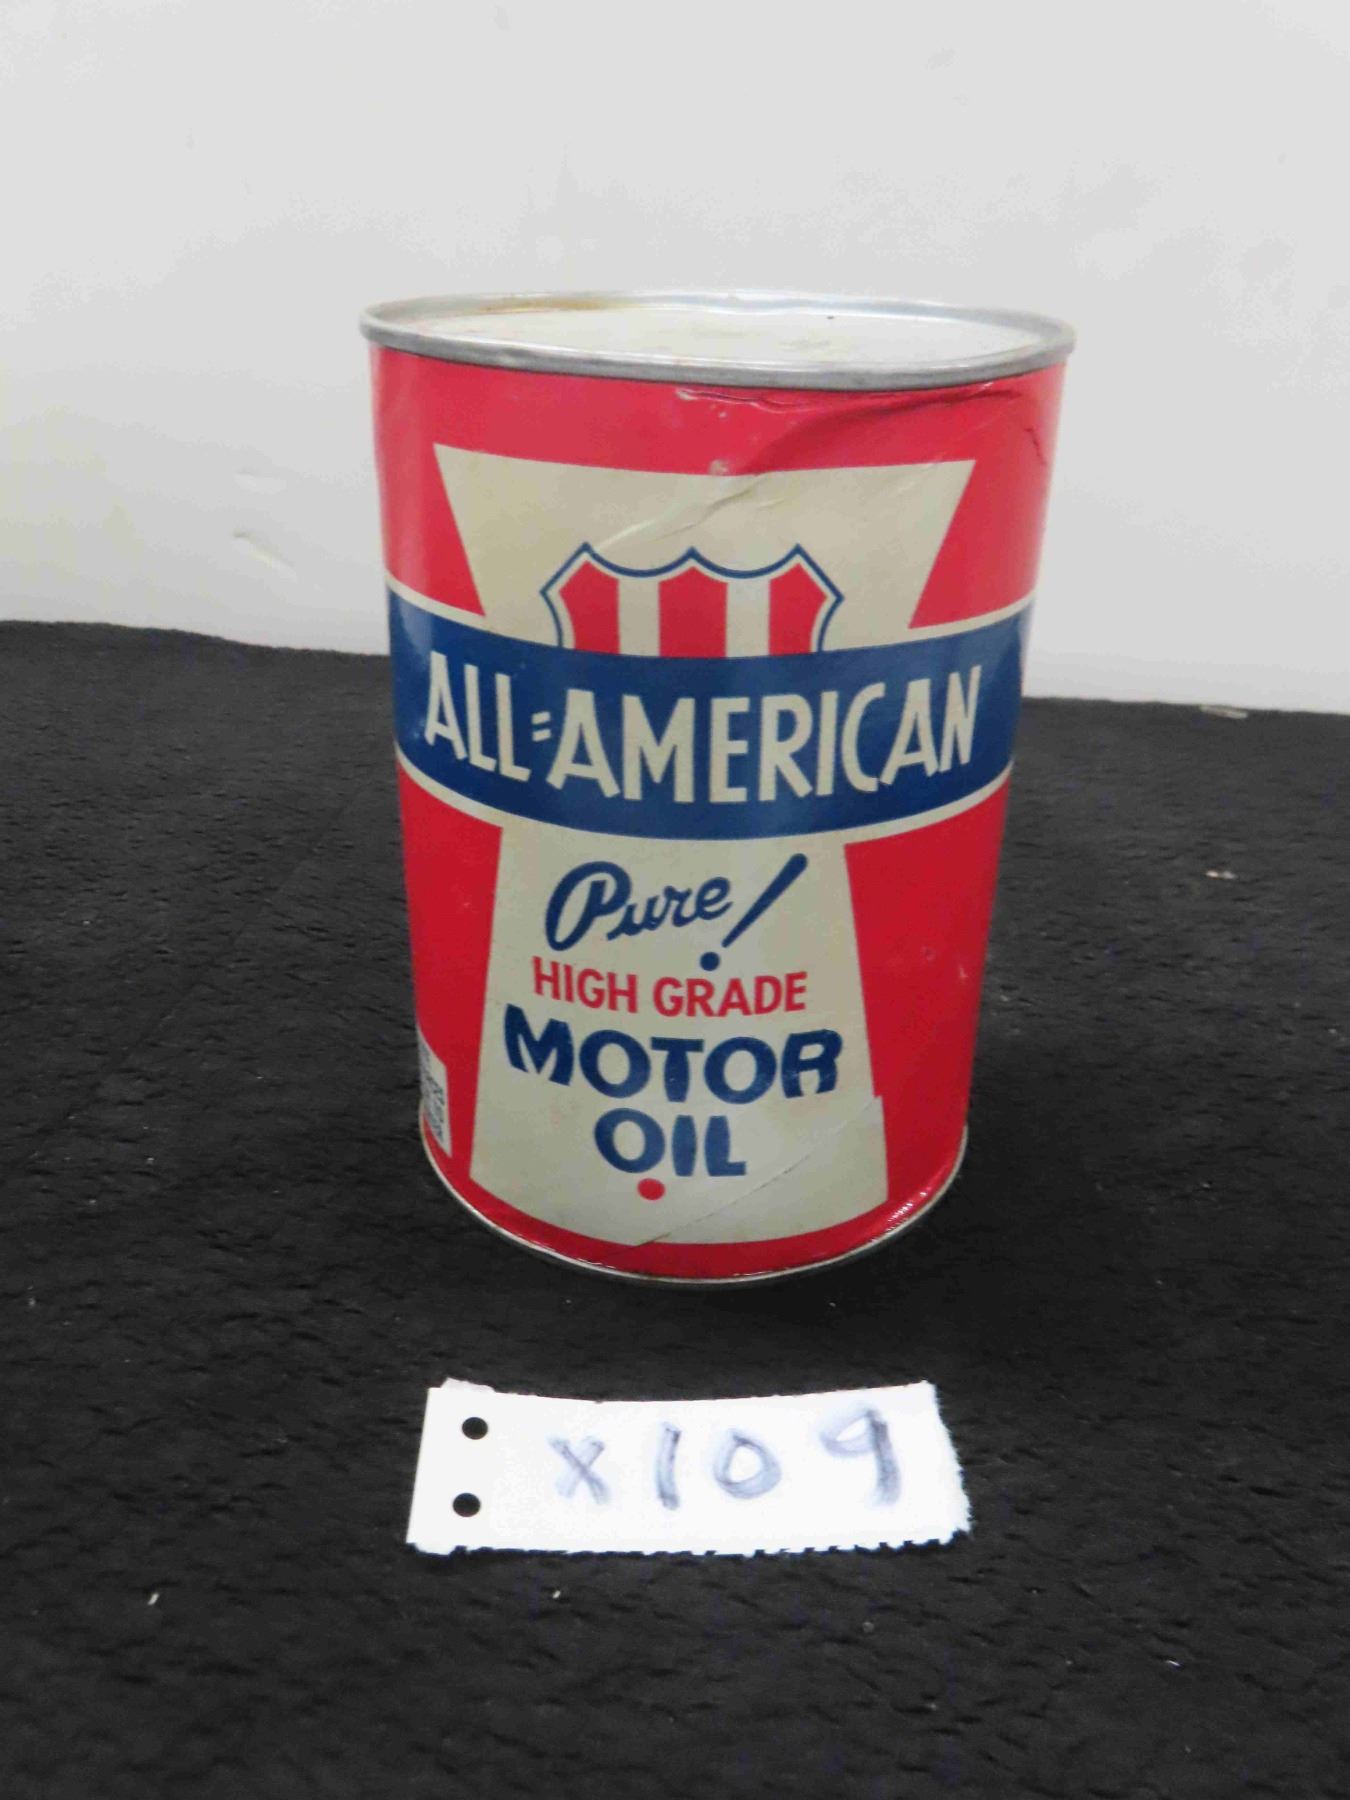 ALL-AMERICAN
Pure!
HIGH GRADE
MOTOR
OIL
x109